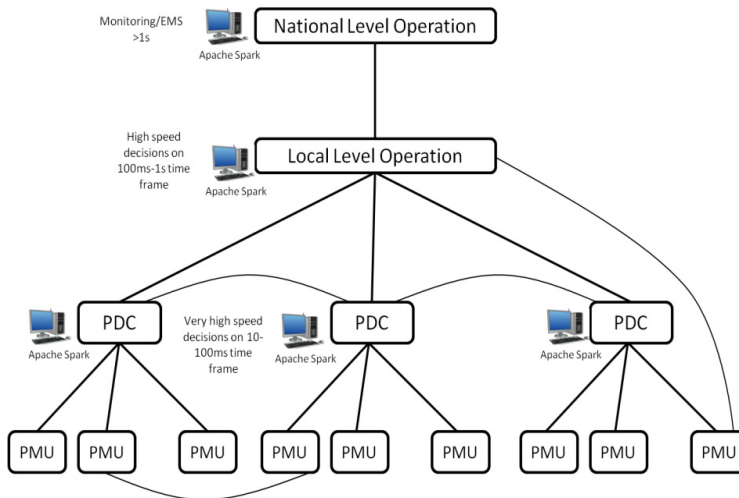 Monitoring/EMS
>1s
Apache Spark
National Level Operation
High speed
decisions on
100ms-1s time
frame
Apache Spark
Local Level Operation
Apache Spark
PDC
Very high speed
decisions on 10-
100ms time
frame
Apache Spark
PDC
Apache Spark
PDC
PMU
PMU
PMU
PMU
PMU
PMU
PMU
PMU
PMU